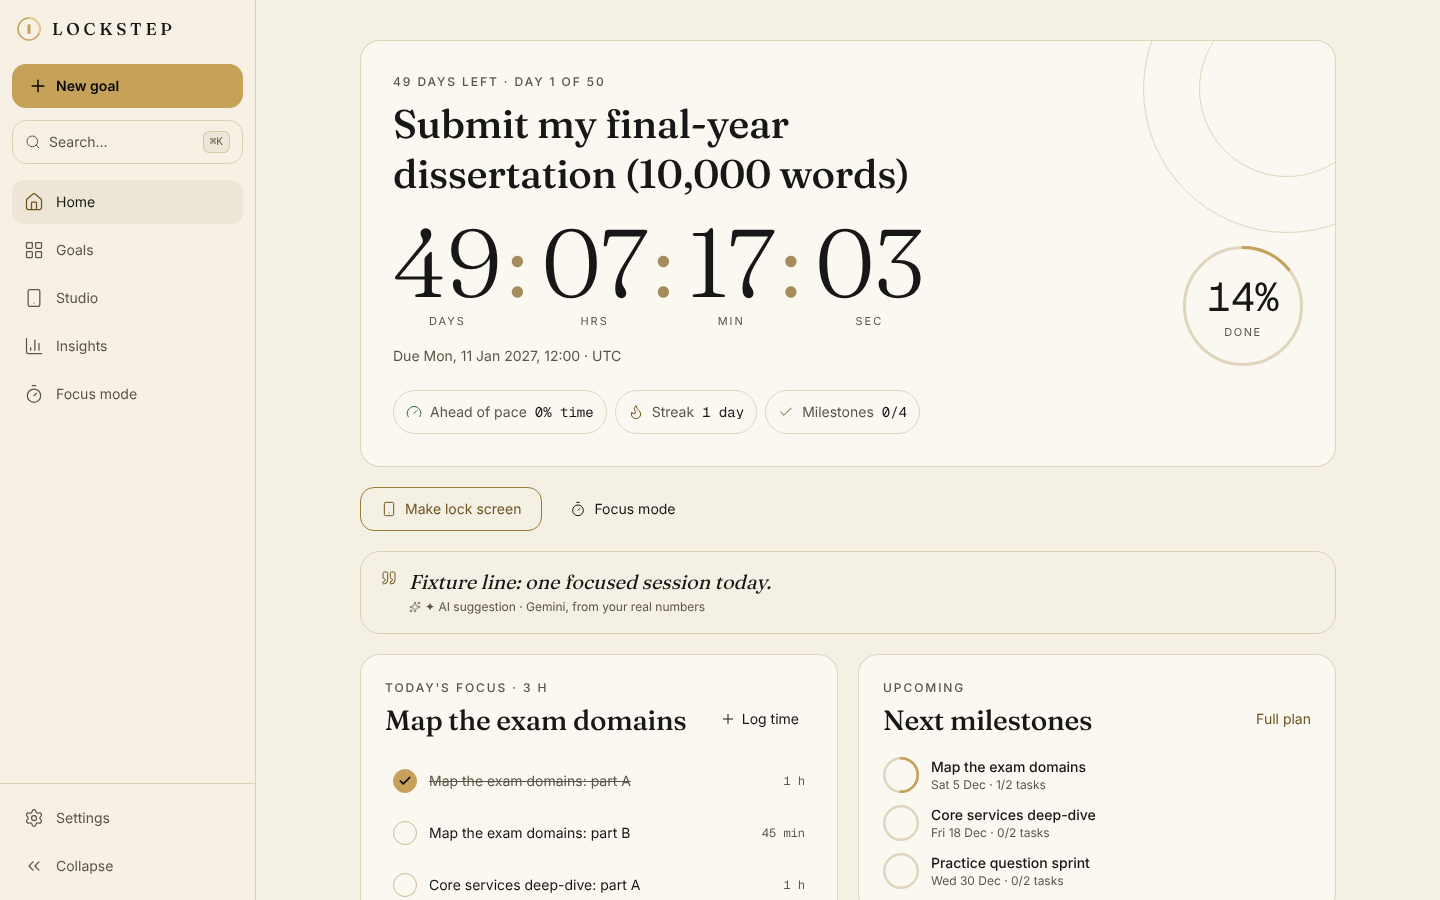 LOCKSTEP
New goal
Search...
⌘K
Home
Goals
Studio
Insights
Focus mode
Settings
Collapse
49 DAYS LEFT · DAY 1 OF 50
Submit my final-year
dissertation (10,000 words)
49:07:17:03
DAYS HRS MIN SEC
Due Mon, 11 Jan 2027, 12:00 · UTC
14%
DONE
Ahead of pace 0% time
Streak 1 day
Milestones 0/4
Make lock screen
Focus mode
Fixture line: one focused session today.
✦ AI suggestion · Gemini, from your real numbers
TODAY'S FOCUS · 3 H
Map the exam domains
Log time
Map the exam domains: part A 1 h
Map the exam domains: part B 45 min
Core services deep-dive: part A 1 h
UPCOMING
Next milestones
Full plan
Map the exam domains
Sat 5 Dec · 1/2 tasks
Core services deep-dive
Fri 18 Dec · 0/2 tasks
Practice question sprint
Wed 30 Dec · 0/2 tasks